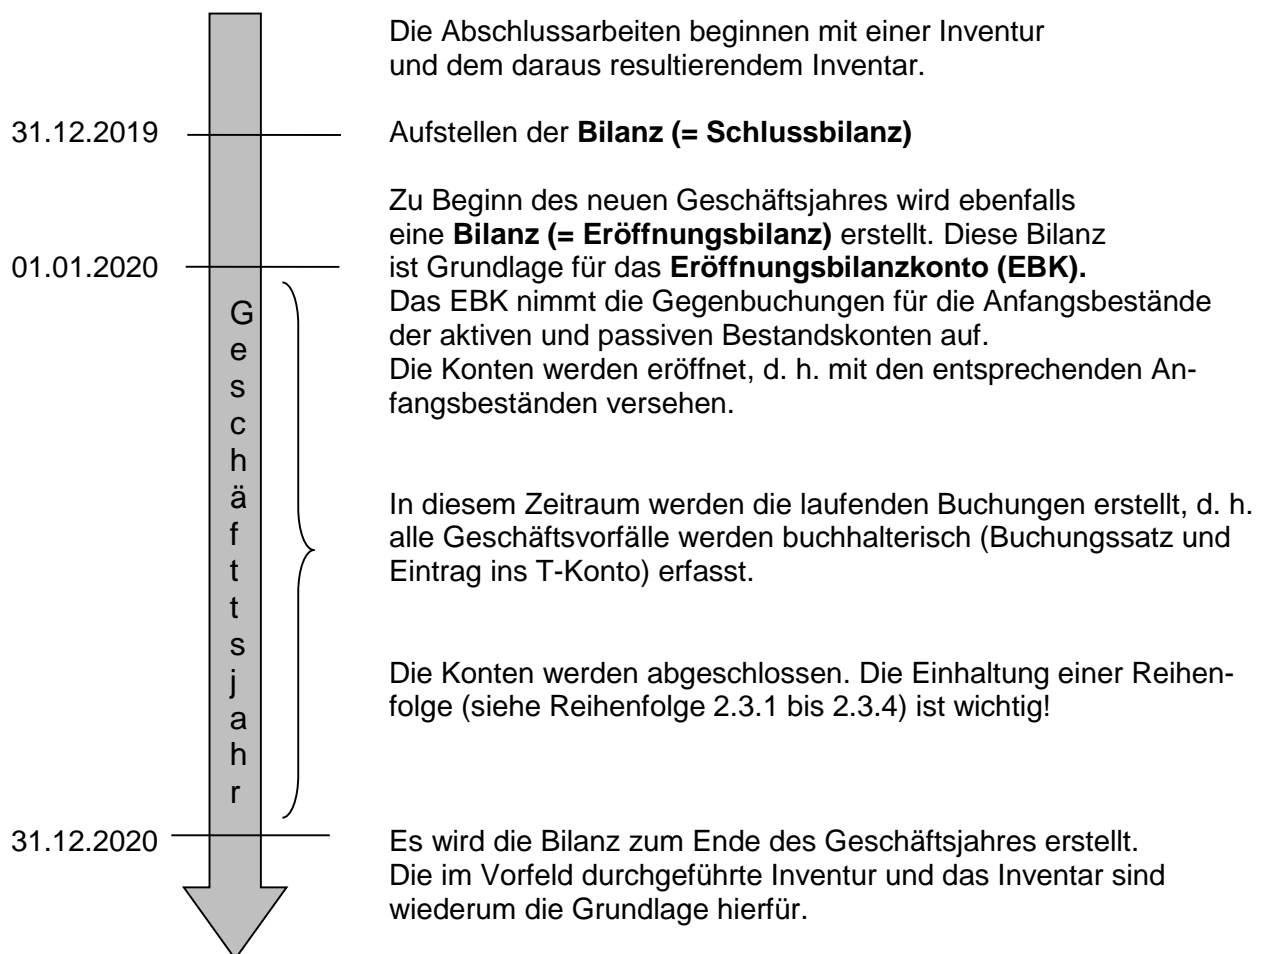 Die Abschlussarbeiten beginnen mit einer Inventur
und dem daraus resultierendem Inventar.
31.12.2019 Aufstellen der Bilanz (= Schlussbilanz)
Zu Beginn des neuen Geschäftsjahres wird ebenfalls
eine Bilanz (= Eröffnungsbilanz) erstellt. Diese Bilanz
01.01.2020 ist Grundlage für das Eröffnungsbilanzkonto (EBK).
Das EBK nimmt die Gegenbuchungen für die Anfangsbestände
der aktiven und passiven Bestandskonten auf.
Die Konten werden eröffnet, d. h. mit den entsprechenden An-
fangsbeständen versehen.
G
e
s
c
h
ä
f
t
t
s
j
a
h
r
In diesem Zeitraum werden die laufenden Buchungen erstellt, d. h.
alle Geschäftsvorfälle werden buchhalterisch (Buchungssatz und
Eintrag ins T-Konto) erfasst.
Die Konten werden abgeschlossen. Die Einhaltung einer Reihen-
folge (siehe Reihenfolge 2.3.1 bis 2.3.4) ist wichtig!
31.12.2020 Es wird die Bilanz zum Ende des Geschäftsjahres erstellt.
Die im Vorfeld durchgeführte Inventur und das Inventar sind
wiederum die Grundlage hierfür.